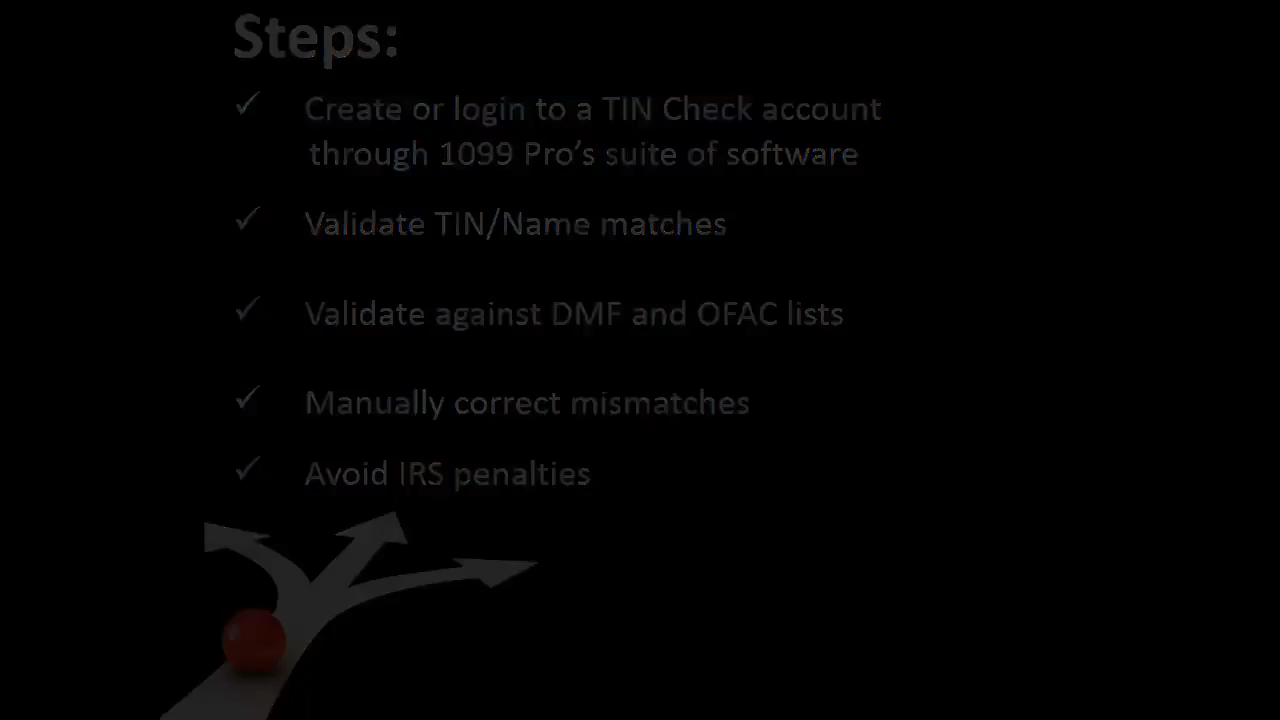 Steps:
✓ Create or login to a TIN Check account
through 1099 Pro’s suite of software
✓ Validate TIN/Name matches
✓ Validate against DMF and OFAC lists
✓ Manually correct mismatches
✓ Avoid IRS penalties